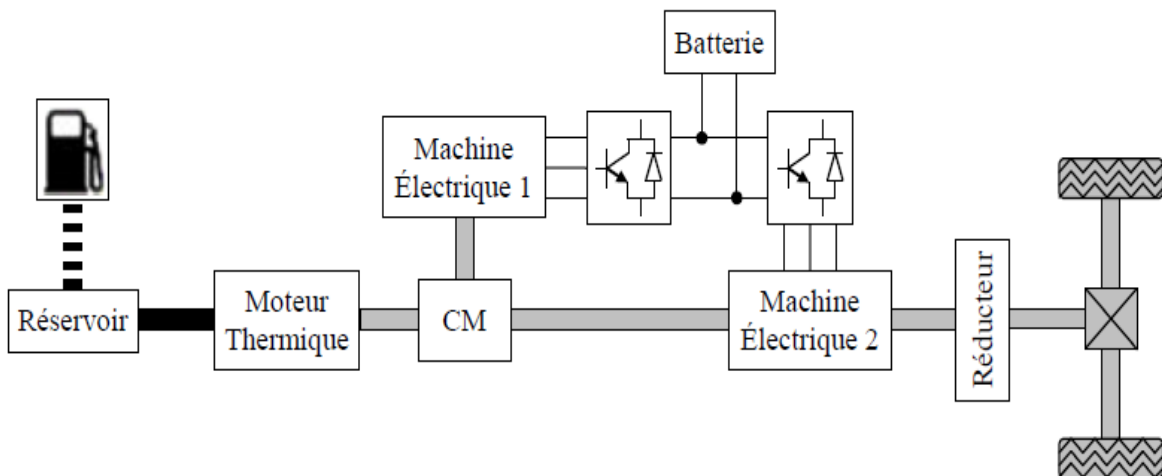 Batterie
Machine
Électrique 1
Réservoir
Moteur
Thermique
CM
Machine
Électrique 2
Réducteur